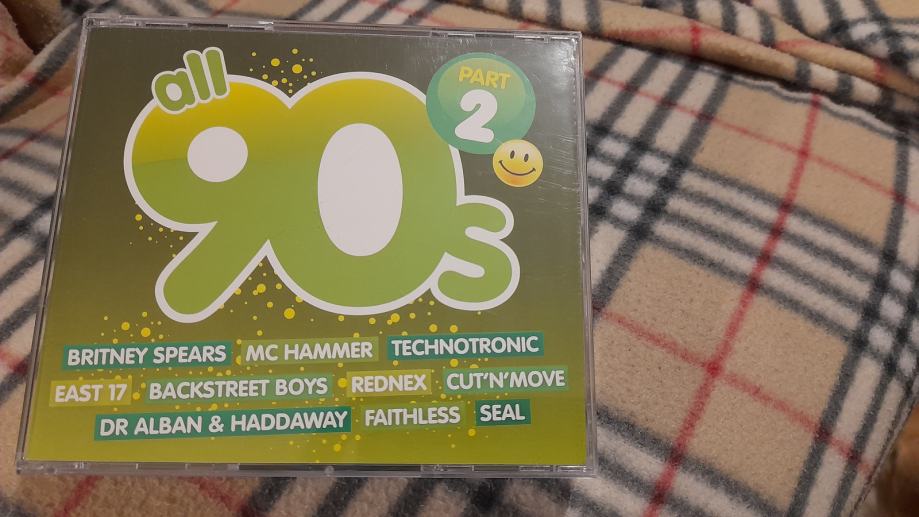 all
90s
PART
2
BRITNEY SPEARS MC HAMMER TECHNOTRONIC
EAST 17 BACKSTREET BOYS REDNEX CUT'N'MOVE
DR ALBAN & HADDAWAY FAITHLESS SEAL